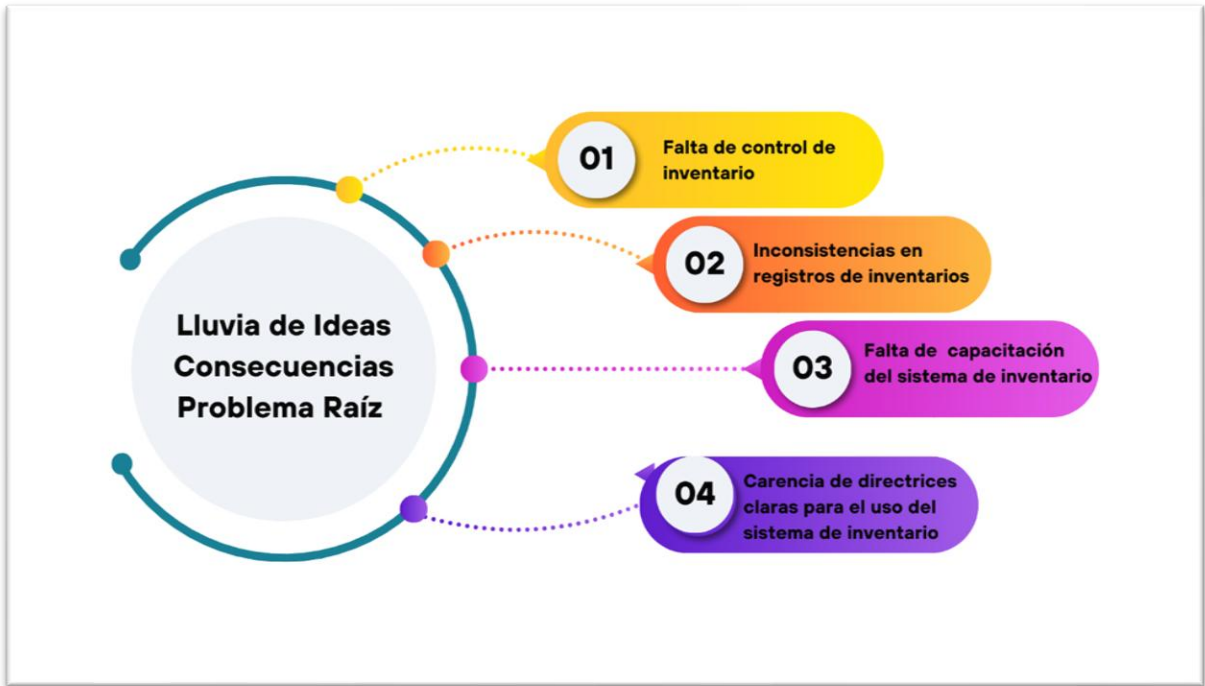 Lluvia de Ideas
Consecuencias
Problema Raíz
01
Falta de control de
inventario
02
Inconsistencias en
registros de inventarios
03
Falta de capacitación
del sistema de inventario
04
Carencia de directrices
claras para el uso del
sistema de inventario